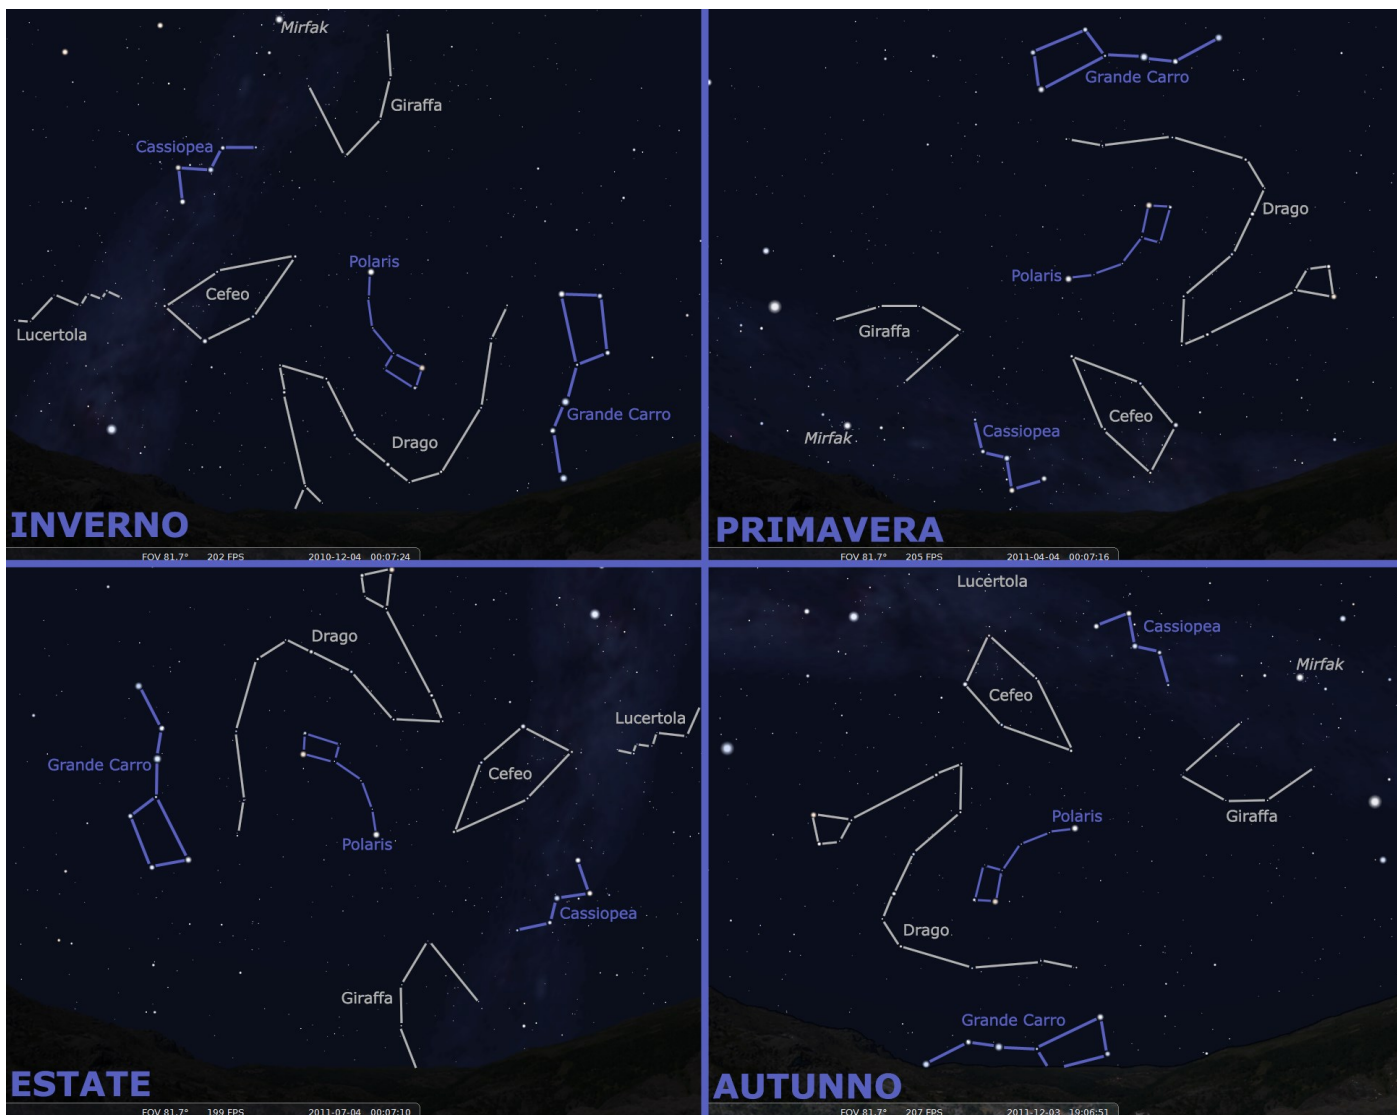 Mirfak
Giraffa
Cassiopea
Polaris
Cefeo
Lucertola
Grande Carro
Drago
INVERNO
FOV 81.7° 202 FPS 2010-12-04 00:07:24
Grande Carro
Drago
Polaris
Giraffa
Cefeo
Mirfak
Cassiopea
PRIMAVERA
FOV 81.7° 205 FPS 2011-04-04 00:07:16
Drago
Lucertola
Grande Carro
Cefeo
Polaris
Cassiopea
Giraffa
ESTATE
FOV 81.7° 199 FPS 2011-07-04 00:07:10
Lucertola
Cassiopea
Mirfak
Cefeo
Polaris
Giraffa
Drago
Grande Carro
AUTUNNO
FOV 81.7° 207 FPS 2011-12-03 19:06:51